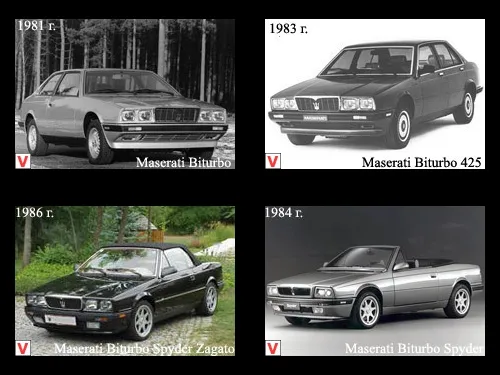 1981 г.
1983 г.
V Maserati Biturbo
V Maserati Biturbo 425
1986 г.
1984 г.
V Maserati Biturbo Spyder Zagato
V Maserati Biturbo Spyder